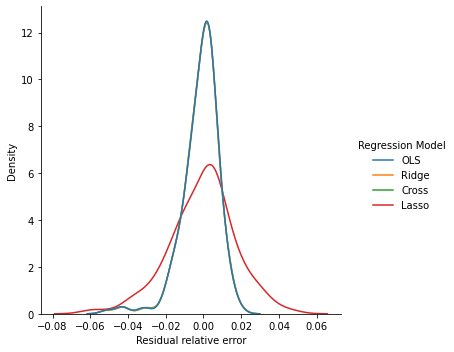 12
10
8
6
4
2
0
Density
−0.08 −0.06 −0.04 −0.02 0.00 0.02 0.04 0.06
Residual relative error
Regression Model
OLS
Ridge
Cross
Lasso